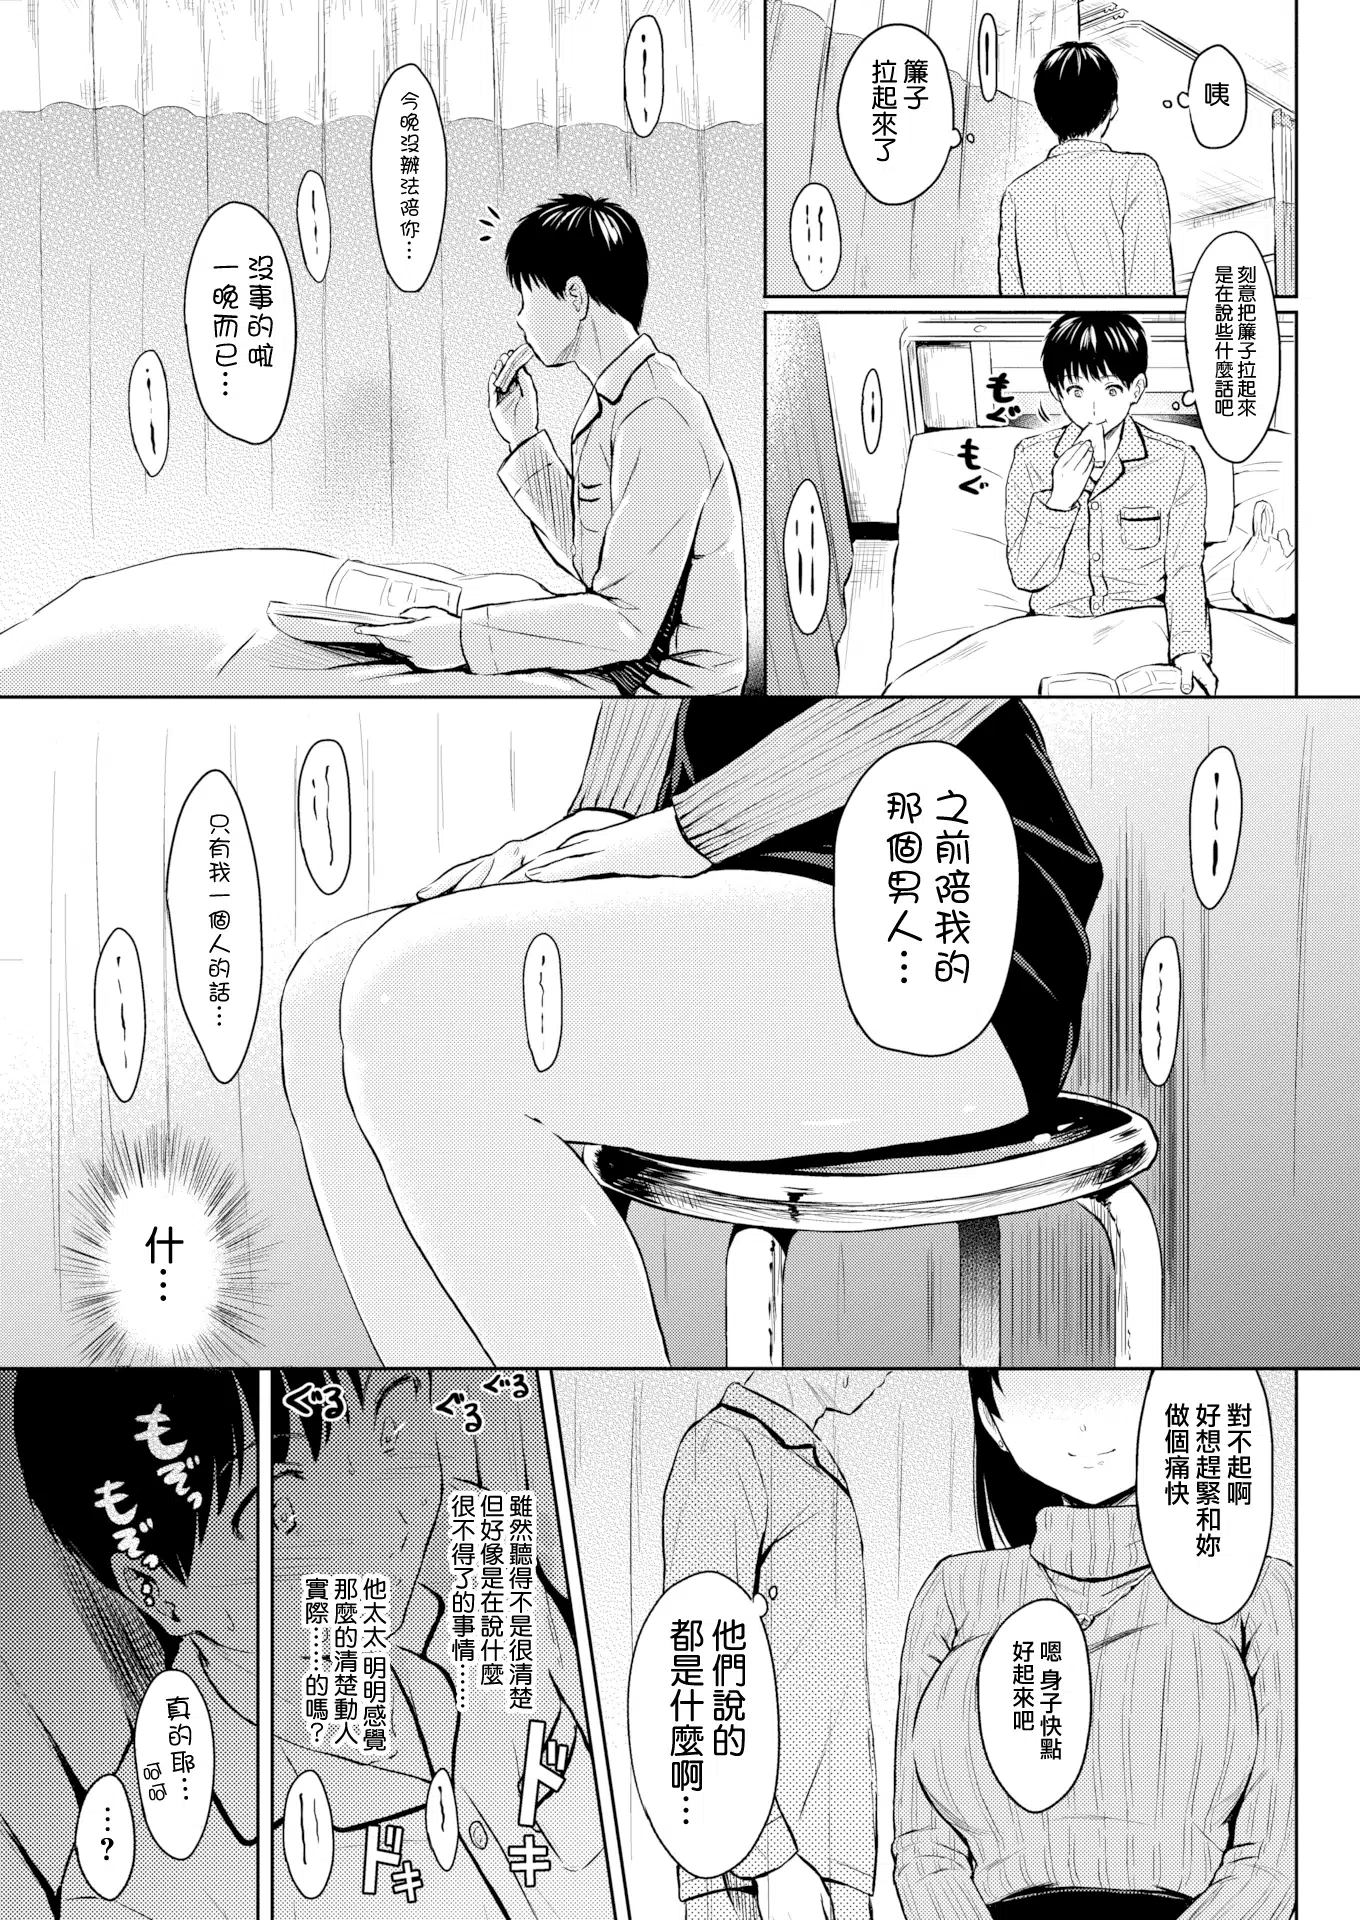 咦
簾子
拉起來了
刻意把簾子拉起來
是在說些什麼話吧
もぐ
もぐ
今晚沒辦法陪你…
沒事的啦
一晚而已…
之前陪我的
那個男人…
只有我一個人的話…
什…
對不起啊
好想趕緊和妳
做個痛快
嗯 身子快點
好起來吧
他們說的
都是什麼啊…
ぐる
ぐる
ぐる
雖然聽得不是很清楚
但好像是在說什麼
很不得了的事情……
他太太 明明感覺
那麼的清楚動人
實際……的嗎?
ドキ
ドキ
もぞっ
もぞっ
真的耶…
呵呵
…?